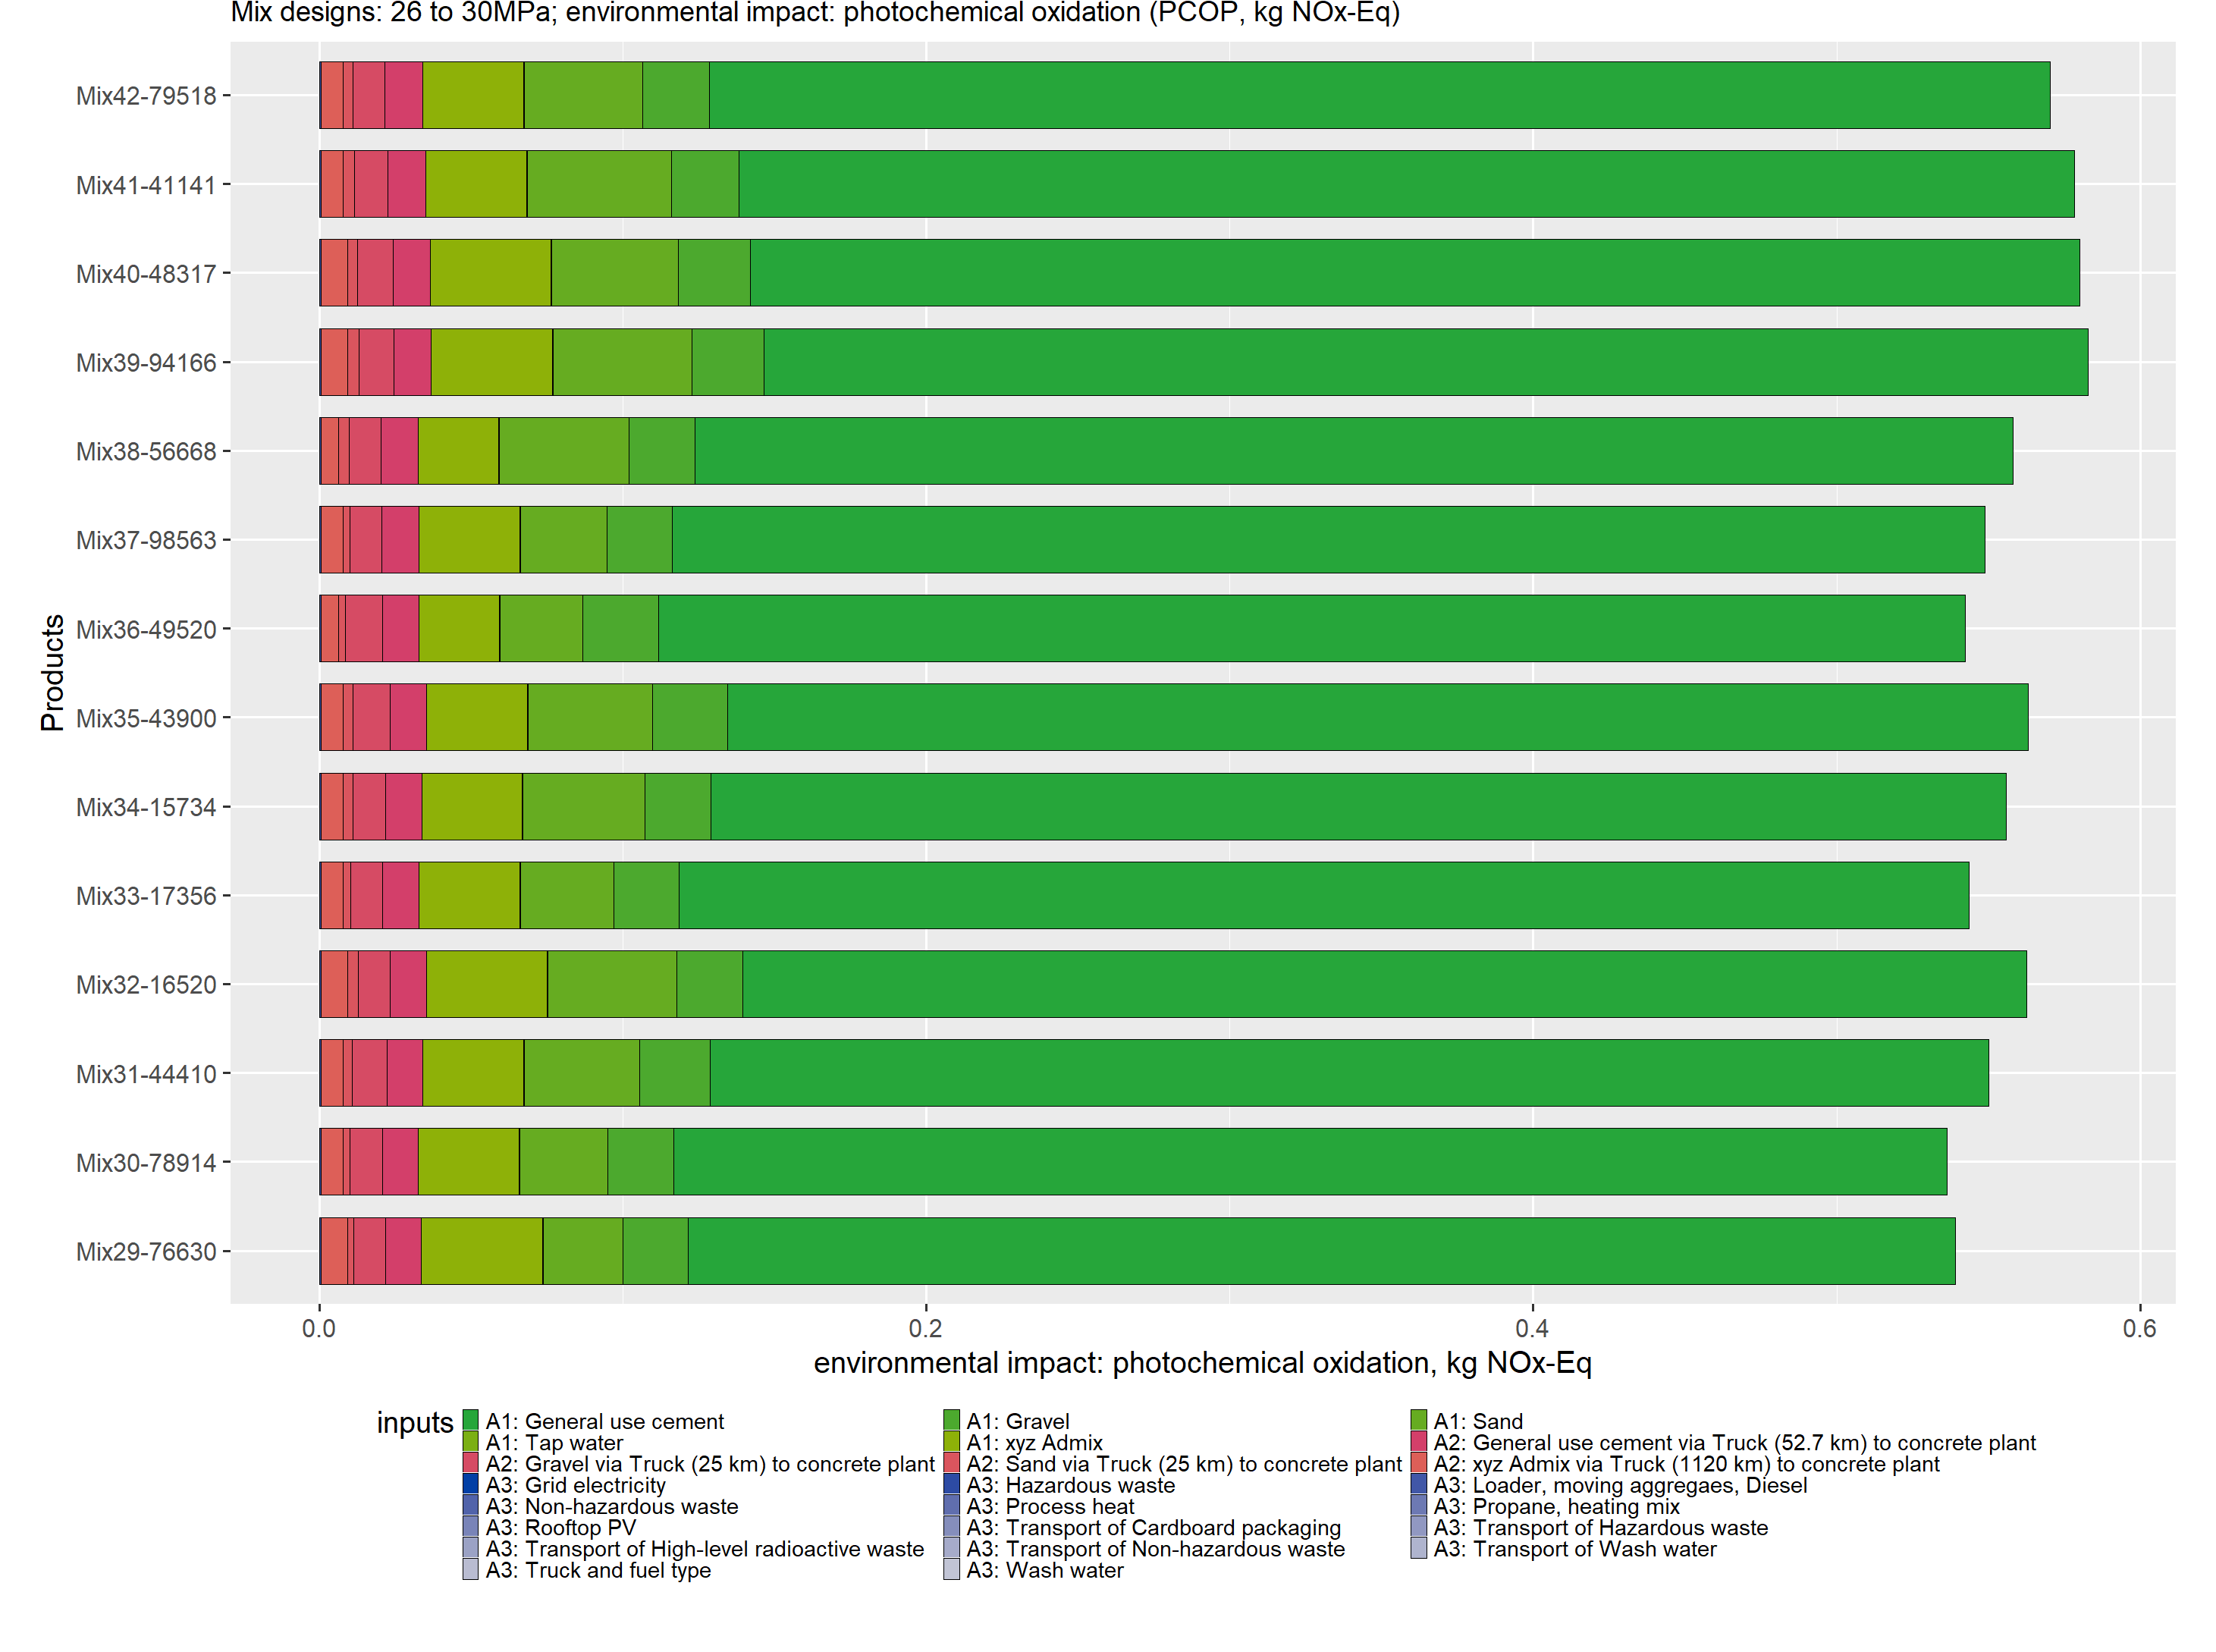 Mix designs: 26 to 30MPa; environmental impact: photochemical oxidation (PCOP, kg NOx-Eq)
Products
Mix42-79518
Mix41-41141
Mix40-48317
Mix39-94166
Mix38-56668
Mix37-98563
Mix36-49520
Mix35-43900
Mix34-15734
Mix33-17356
Mix32-16520
Mix31-44410
Mix30-78914
Mix29-76630
0.0 0.2 0.4 0.6
environmental impact: photochemical oxidation, kg NOx-Eq
inputs
A1: General use cement A1: Gravel A1: Sand
A1: Tap water A1: xyz Admix A2: General use cement via Truck (52.7 km) to concrete plant
A2: Gravel via Truck (25 km) to concrete plant A2: Sand via Truck (25 km) to concrete plant A2: xyz Admix via Truck (1120 km) to concrete plant
A3: Grid electricity A3: Hazardous waste A3: Loader, moving aggregaes, Diesel
A3: Non-hazardous waste A3: Process heat A3: Propane, heating mix
A3: Rooftop PV A3: Transport of Cardboard packaging A3: Transport of Hazardous waste
A3: Transport of High-level radioactive waste A3: Transport of Non-hazardous waste A3: Transport of Wash water
A3: Truck and fuel type A3: Wash water